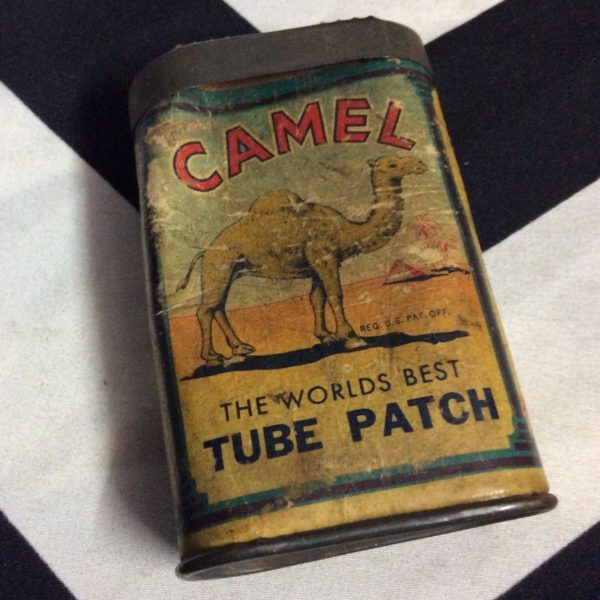 CAMEL
REG. U.S. PAT. OFF.
THE WORLDS BEST
TUBE PATCH